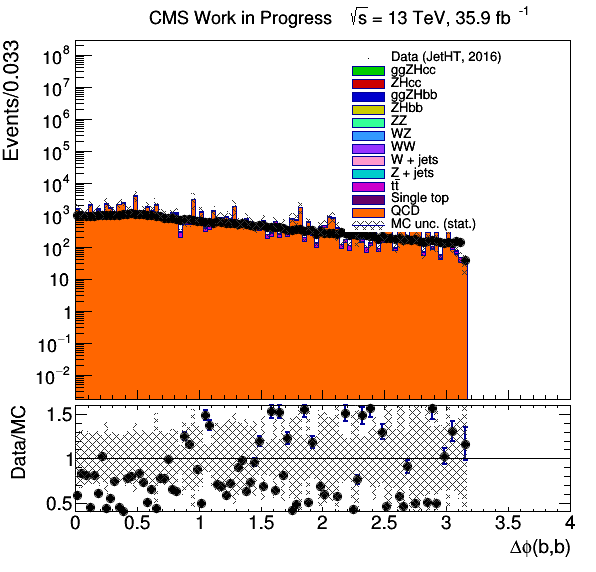 CMS Work in Progress √s = 13 TeV, 35.9 fb⁻¹
Events/0.033
10⁸
10⁷
10⁶
10⁵
10⁴
10³
10²
10
1
10⁻¹
10⁻²
Data (JetHT, 2016)
ggZHcc
ZHcc
ggZHbb
ZHbb
ZZ
WZ
WW
W + jets
Z + jets
tt̄
Single top
QCD
MC unc. (stat.)
Data/MC
1.5
1
0.5
0 0.5 1 1.5 2 2.5 3 3.5 4
Δϕ(b,b)